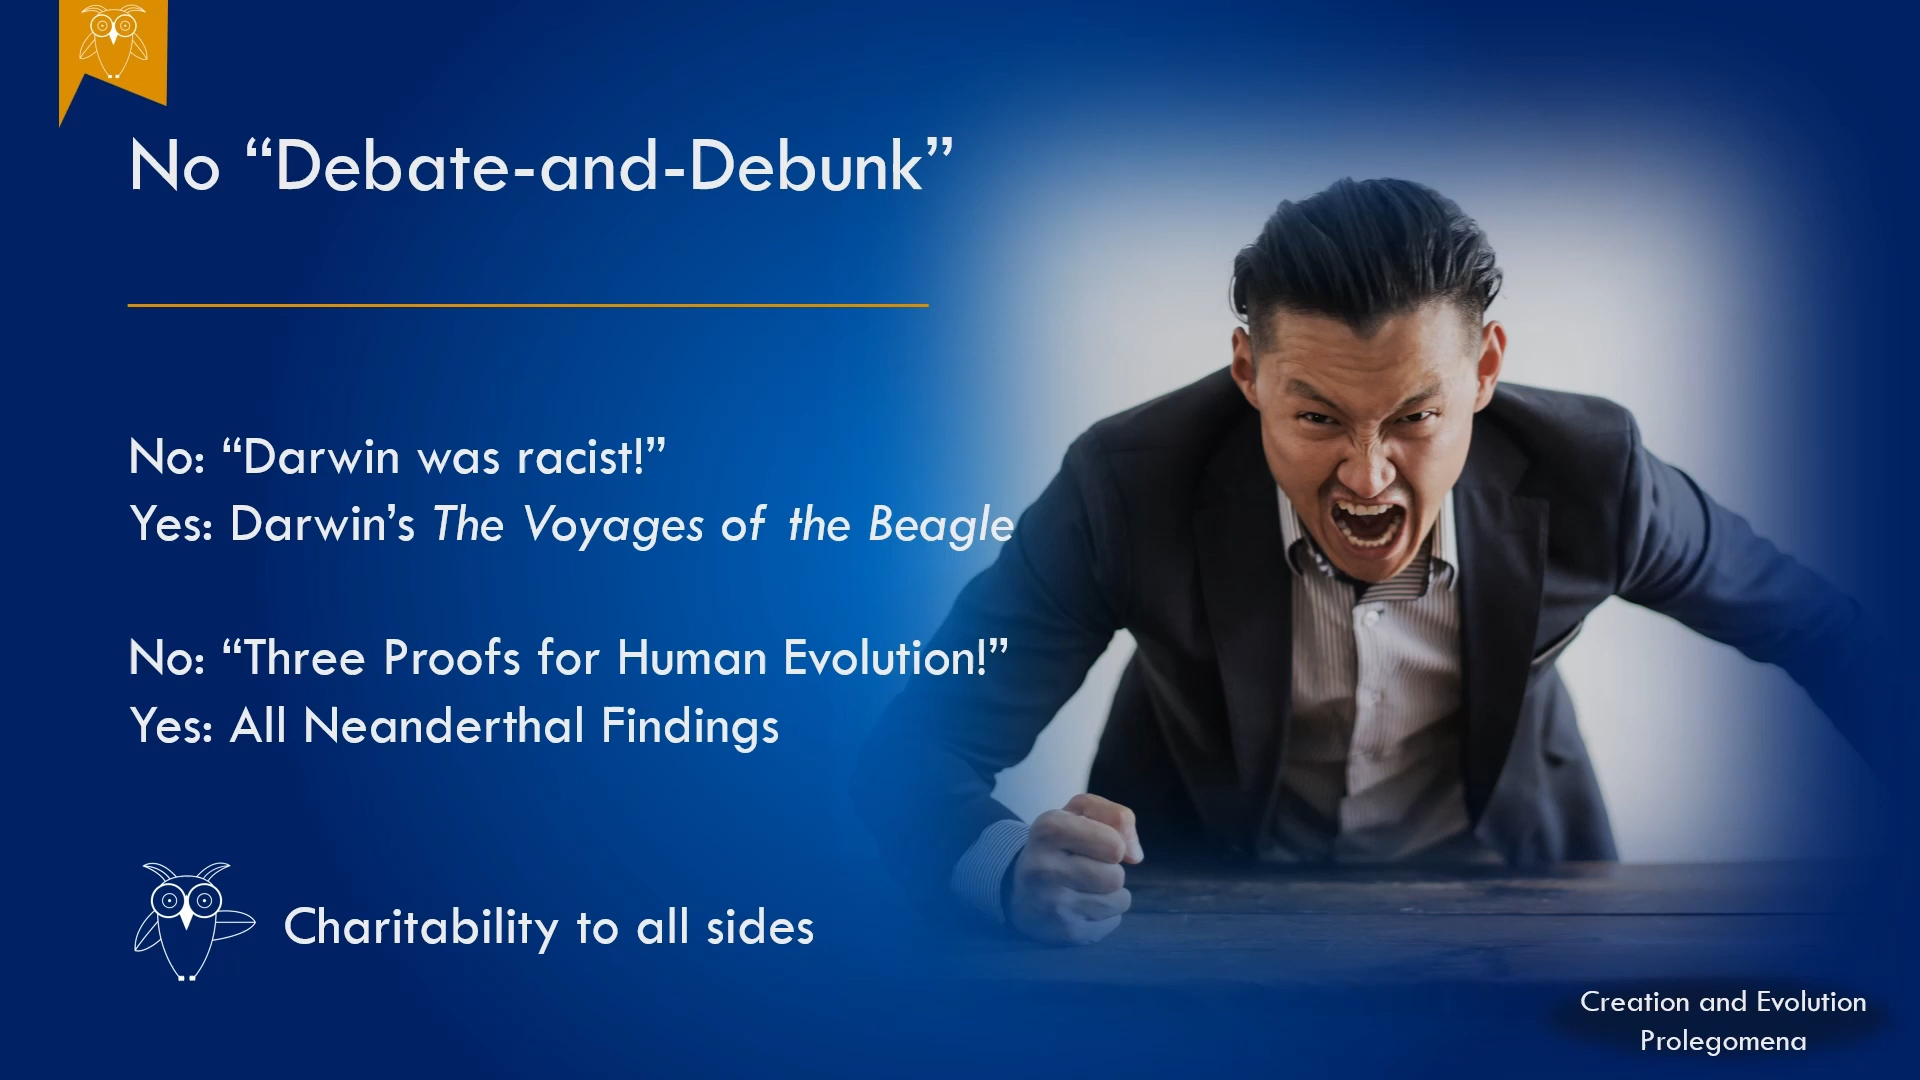 No “Debate-and-Debunk”
No: “Darwin was racist!”
Yes: Darwin’s The Voyages of the Beagle
No: “Three Proofs for Human Evolution!”
Yes: All Neanderthal Findings
Charitability to all sides
Creation and Evolution
Prolegomena